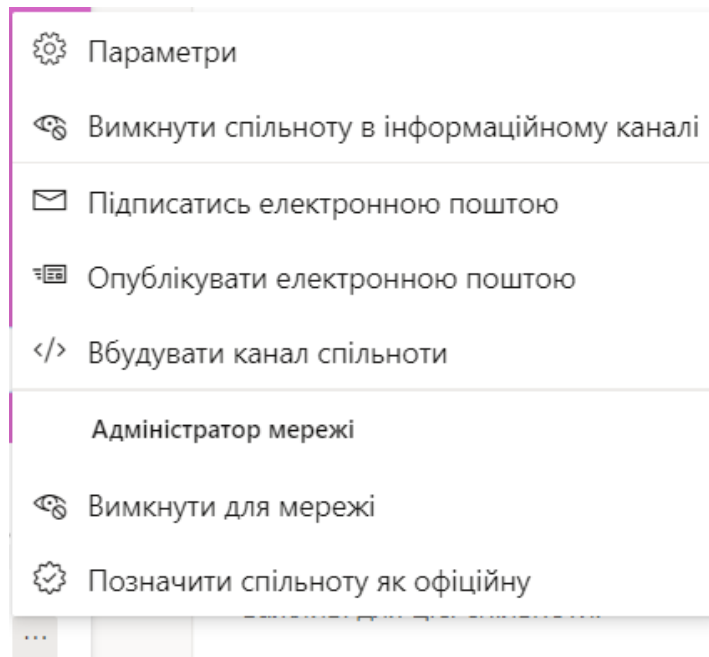 Параметри
Вимкнути спільноту в інформаційному каналі
Підписатись електронною поштою
Опублікувати електронною поштою
Вбудувати канал спільноти
Адміністратор мережі
Вимкнути для мережі
Позначити спільноту як офіційну
...